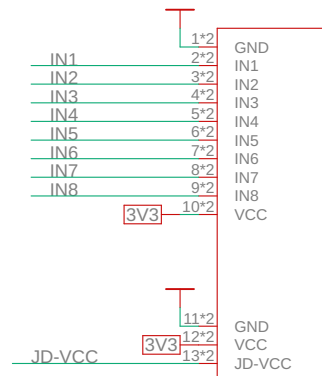 1*2 GND
IN1 2*2 IN1
IN2 3*2 IN2
IN3 4*2 IN3
IN4 5*2 IN4
IN5 6*2 IN5
IN6 7*2 IN6
IN7 8*2 IN7
IN8 9*2 IN8
3V3 10*2 VCC
11*2 GND
3V3 12*2 VCC
JD-VCC 13*2 JD-VCC